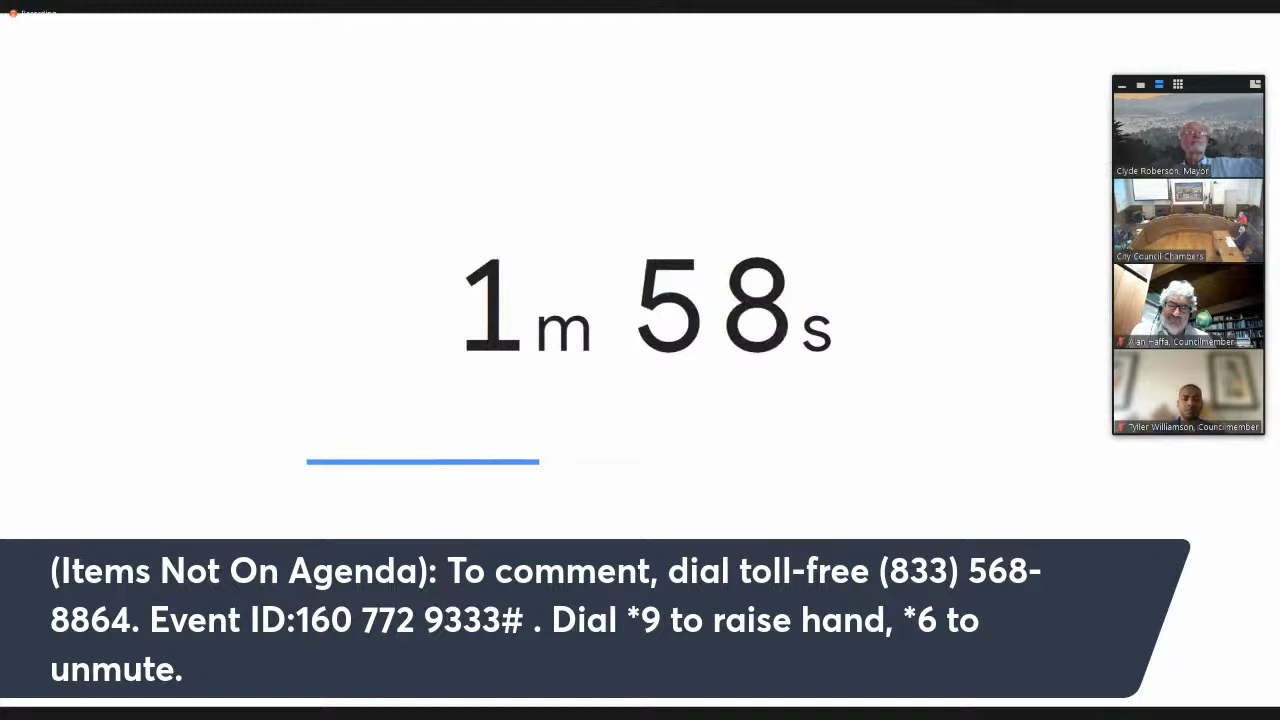 Recording
1m 58s
Clyde Roberson, Mayor
City Council Chambers
Alan Haffa, Councilmember
Tyller Williamson, Councilmember
(Items Not On Agenda): To comment, dial toll-free (833) 568-
8864. Event ID:160 772 9333# . Dial *9 to raise hand, *6 to
unmute.